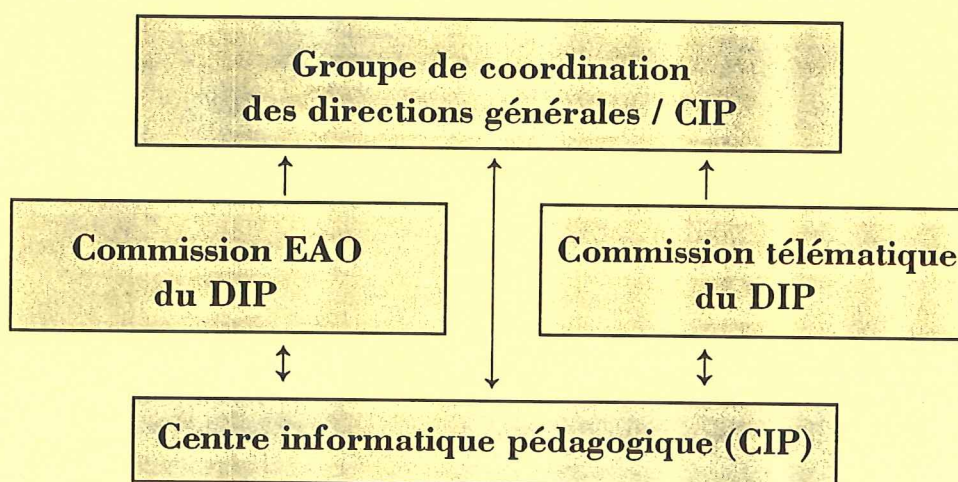 Groupe de coordination
des directions générales / CIP
Commission EAO
du DIP
Commission télématique
du DIP
Centre informatique pédagogique (CIP)